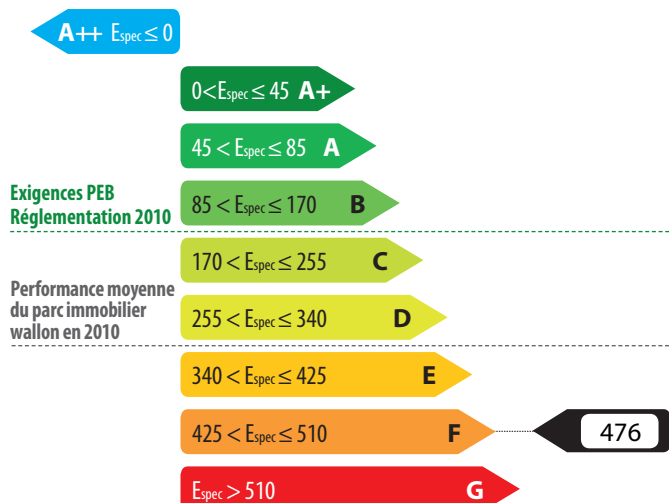 A++ Espec ≤ 0
0<Espec ≤ 45 A+
45 < Espec ≤ 85 A
Exigences PEB
Réglementation 2010
85 < Espec ≤ 170 B
170 < Espec ≤ 255 C
Performance moyenne
du parc immobilier
wallon en 2010
255 < Espec ≤ 340 D
340 < Espec ≤ 425 E
425 < Espec ≤ 510 F 476
Espec > 510 G